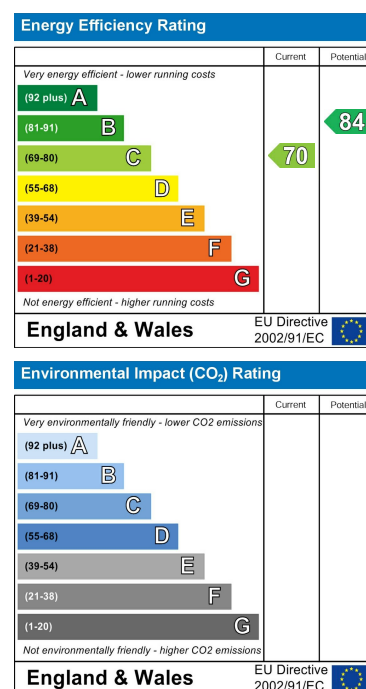 Energy Efficiency Rating
Current Potential
Very energy efficient - lower running costs
(92 plus) A
(81-91) B
84
(69-80) C
70
(55-68) D
(39-54) E
(21-38) F
(1-20) G
Not energy efficient - higher running costs
England & Wales
EU Directive
2002/91/EC
Environmental Impact (CO₂) Rating
Current Potential
Very environmentally friendly - lower CO2 emissions
(92 plus) A
(81-91) B
(69-80) C
(55-68) D
(39-54) E
(21-38) F
(1-20) G
Not environmentally friendly - higher CO2 emissions
England & Wales
EU Directive
2002/91/EC